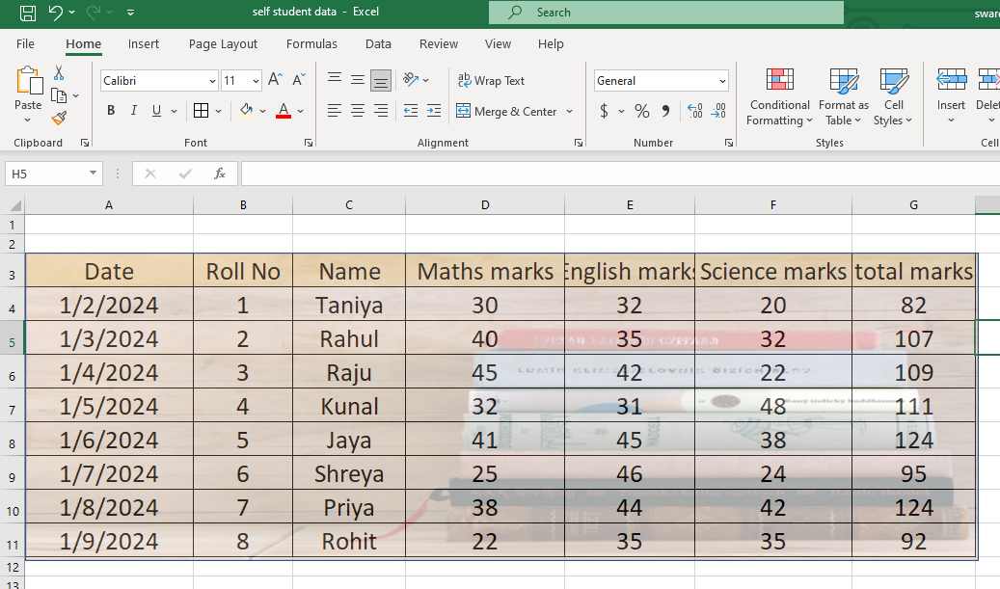 self student data - Excel
Search
File Home Insert Page Layout Formulas Data Review View Help
Calibri 11 Wrap Text General
Paste Conditional Format as Cell Insert
B I U Merge & Center $ % Formatting Table Styles
Clipboard Font Alignment Number Styles
H5 fx
A B C D E F G
1
2
3 Date Roll No Name Maths marks English marks Science marks total marks
4 1/2/2024 1 Taniya 30 32 20 82
5 1/3/2024 2 Rahul 40 35 32 107
6 1/4/2024 3 Raju 45 42 22 109
7 1/5/2024 4 Kunal 32 31 48 111
8 1/6/2024 5 Jaya 41 45 38 124
9 1/7/2024 6 Shreya 25 46 24 95
10 1/8/2024 7 Priya 38 44 42 124
11 1/9/2024 8 Rohit 22 35 35 92
12
13